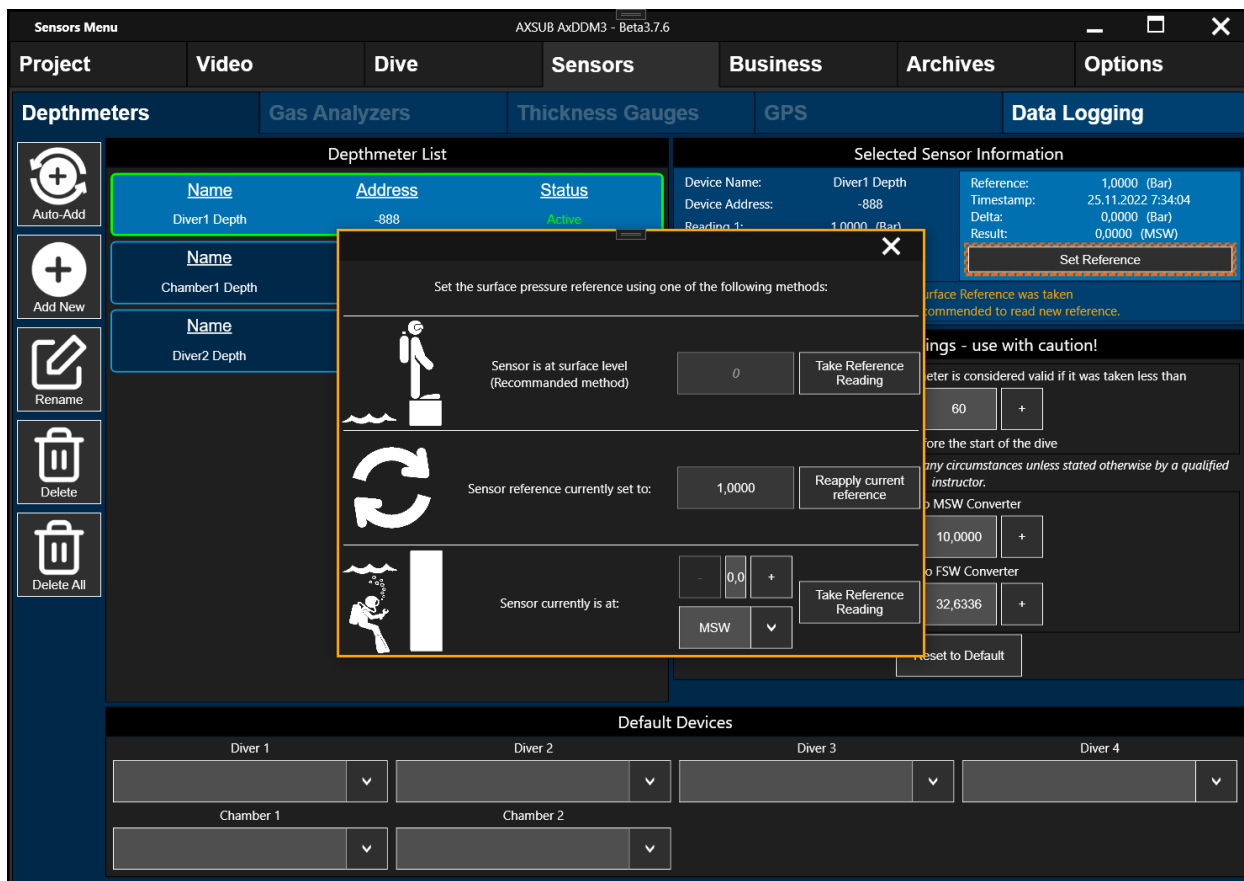 Sensors Menu
AXSUB AxDDM3 - Beta3.7.6
Project Video Dive Sensors Business Archives Options
Depthmeters Gas Analyzers Thickness Gauges GPS Data Logging
Auto-Add
Add New
Rename
Delete
Delete All
Depthmeter List
Name Address Status
Diver1 Depth -888 Active
Name
Chamber1 Depth
Name
Diver2 Depth
Selected Sensor Information
Device Name: Diver1 Depth
Device Address: -888
Reading 1: 1,0000 (Bar)
Reference: 1,0000 (Bar)
Timestamp: 25.11.2022 7:34:04
Delta: 0,0000 (Bar)
Result: 0,0000 (MSW)
Set Reference
Reference was taken
to read new reference.
Set the surface pressure reference using one of the following methods:
Sensor is at surface level
(Recommanded method)
0
Take Reference
Reading
Sensor reference currently set to:
1,0000
Reapply current
reference
Sensor currently is at:
- 0,0 +
MSW
Take Reference
Reading
- use with caution!
is considered valid if it was taken less than
60 +
the start of the dive
any circumstances unless stated otherwise by a qualified
instructor.
MSW Converter
10,0000 +
FSW Converter
32,6336 +
Reset to Default
Default Devices
Diver 1 Diver 2 Diver 3 Diver 4
Chamber 1 Chamber 2